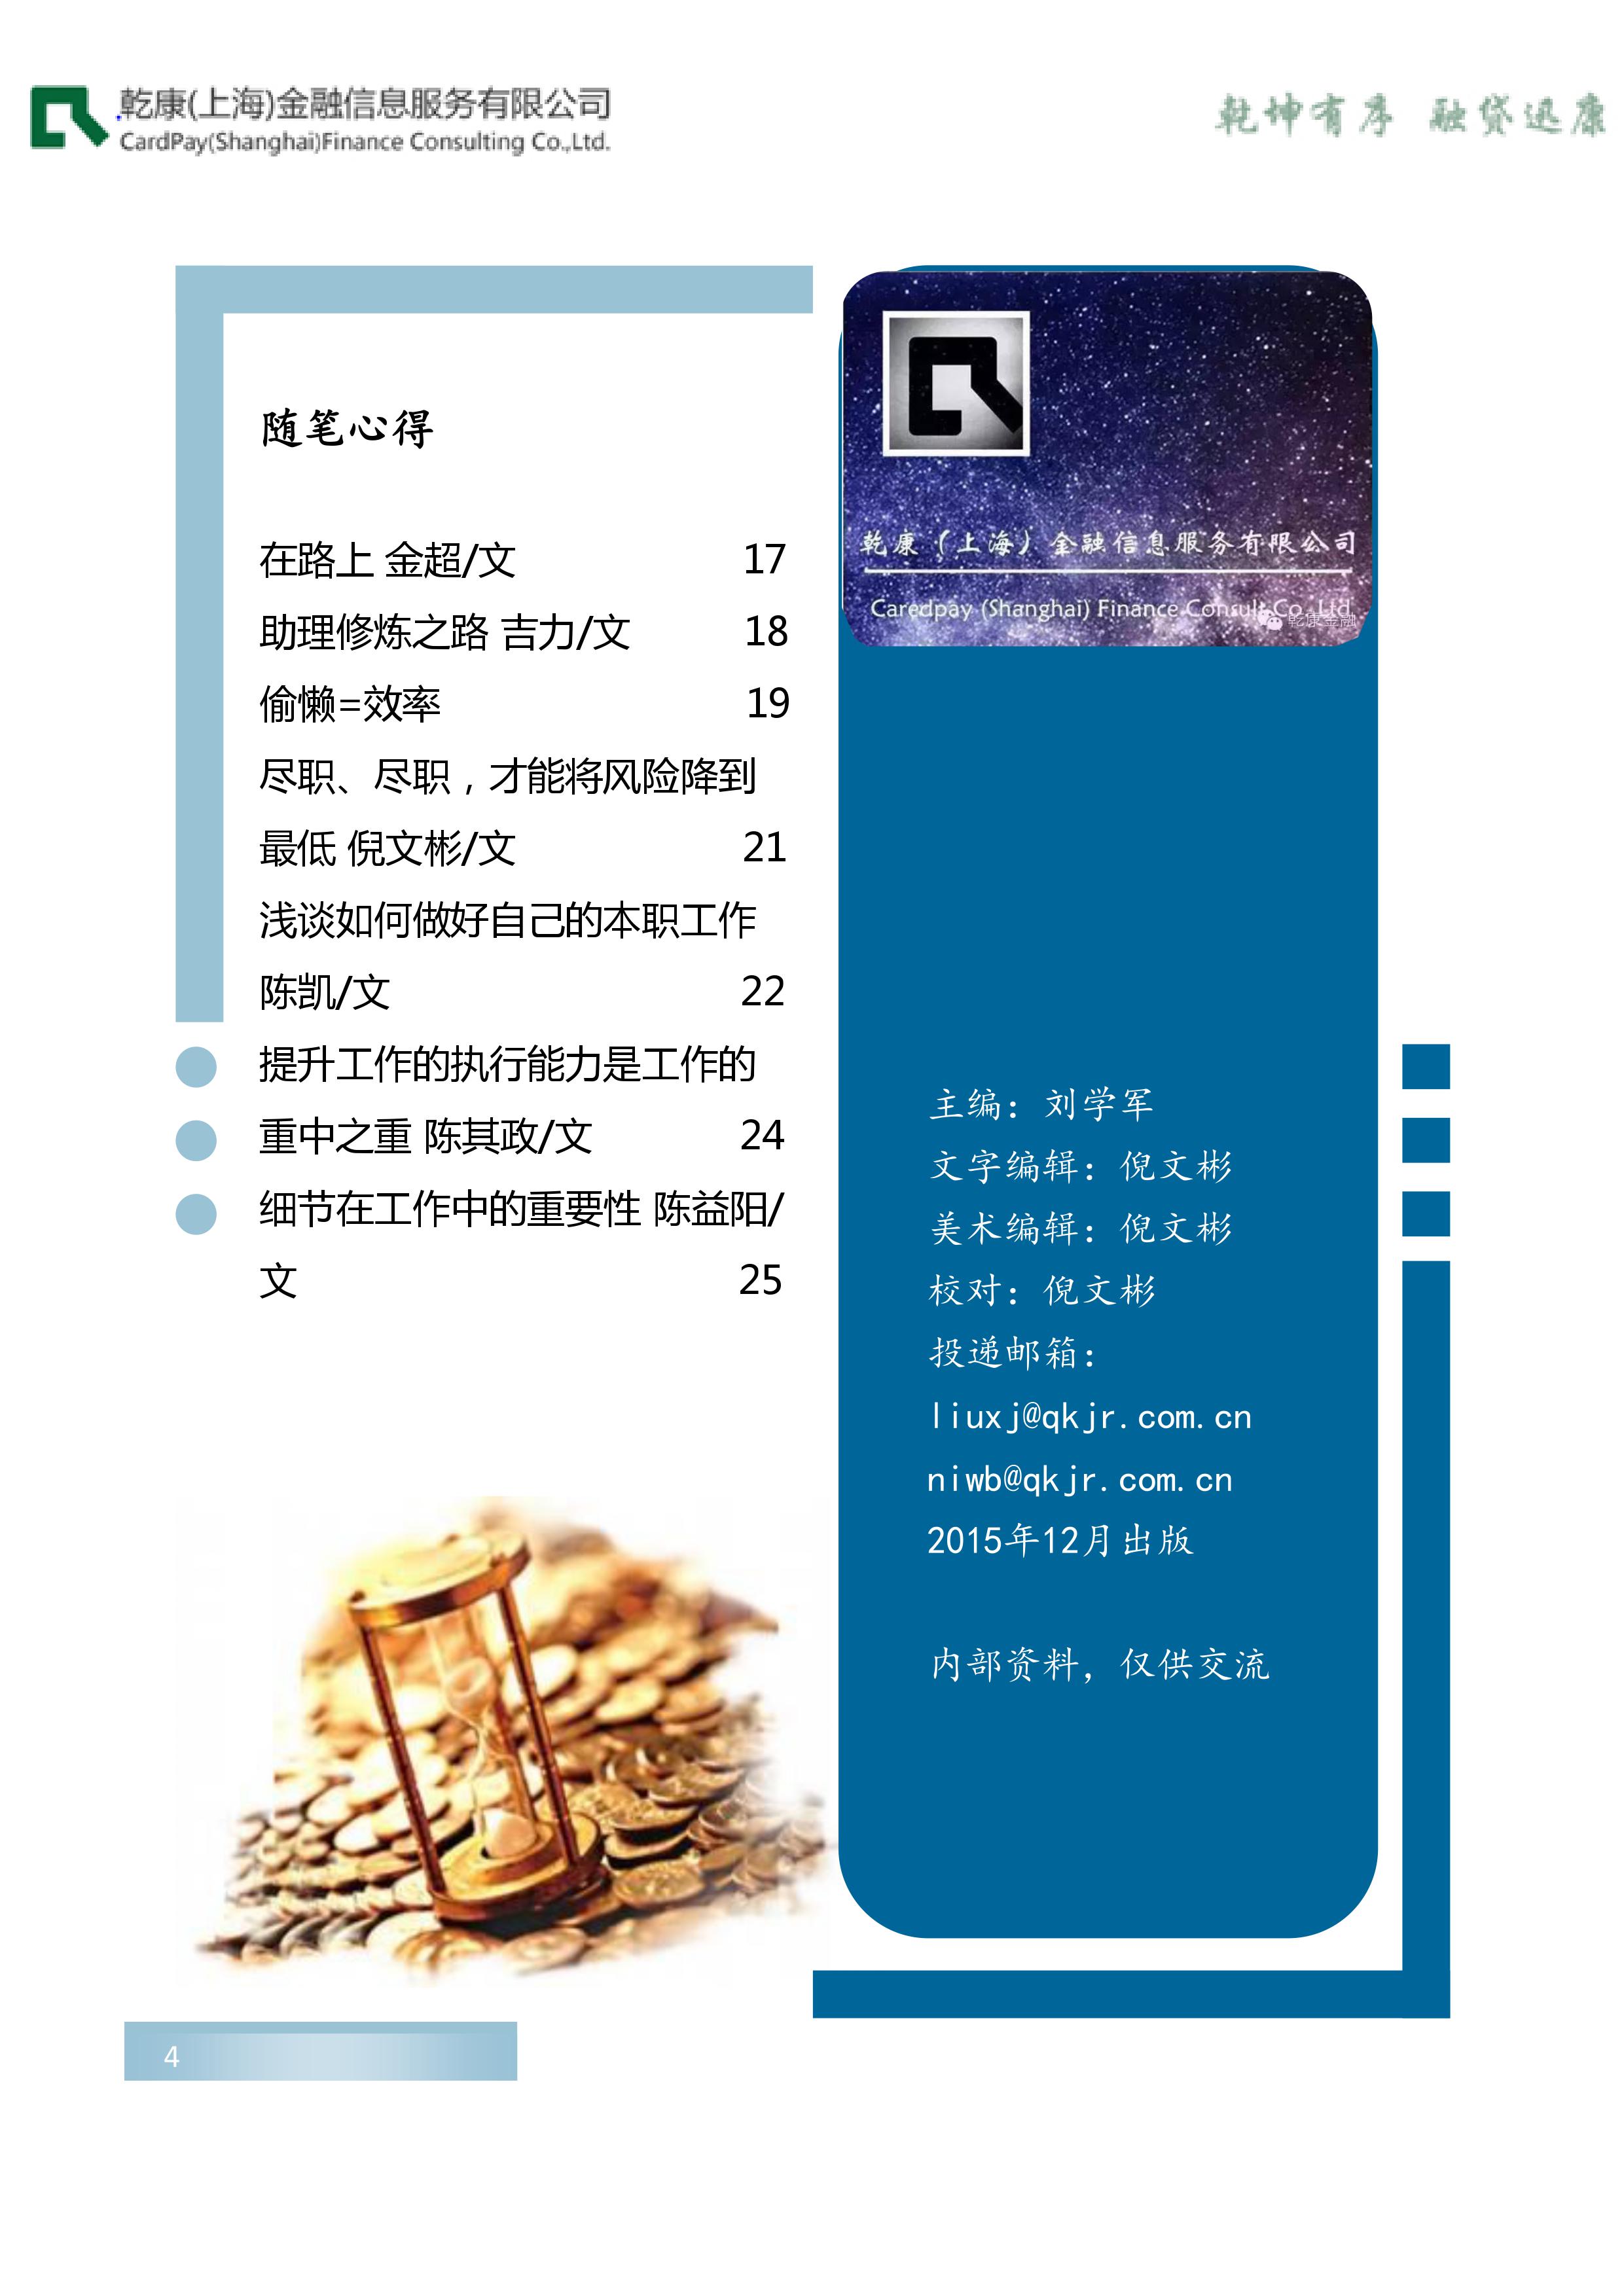 乾康(上海)金融信息服务有限公司
CardPay(Shanghai)Finance Consulting Co.,Ltd.
乾坤有序 融贷迅康
随笔心得
在路上 金超/文 17
助理修炼之路 吉力/文 18
偷懒=效率 19
尽职、尽职，才能将风险降到
最低 倪文彬/文 21
浅谈如何做好自己的本职工作
陈凯/文 22
提升工作的执行能力是工作的
重中之重 陈其政/文 24
细节在工作中的重要性 陈益阳/
文 25
乾康（上海）金融信息服务有限公司
Caredpay (Shanghai) Finance Consult Co.,Ltd.
乾康金融
主编：刘学军
文字编辑：倪文彬
美术编辑：倪文彬
校对：倪文彬
投递邮箱：
liuxj@qkjr.com.cn
niwb@qkjr.com.cn
2015年12月出版
内部资料，仅供交流
4